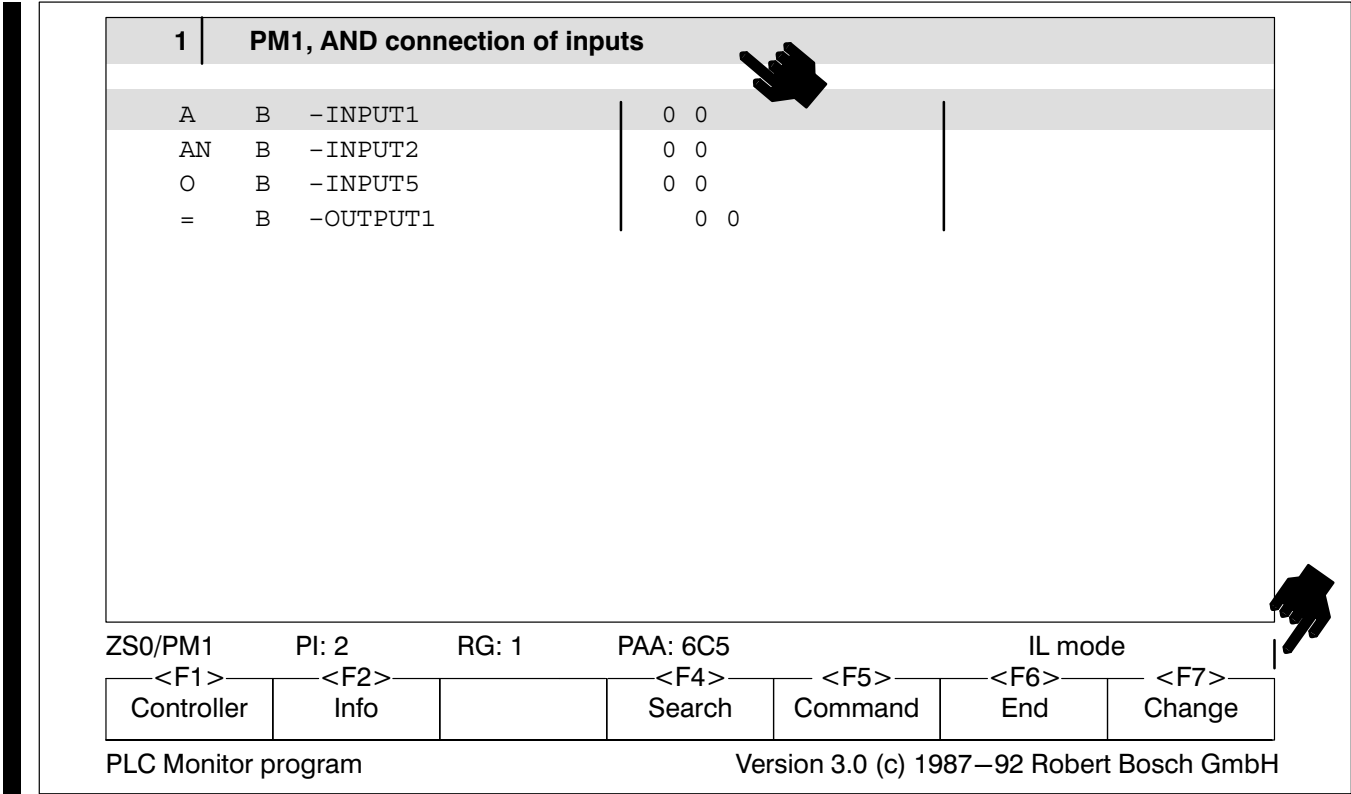 1 PM1, AND connection of inputs
A B –INPUT1 0 0
AN B –INPUT2 0 0
O B –INPUT5 0 0
= B –OUTPUT1 0 0
ZS0/PM1 PI: 2 RG: 1 PAA: 6C5 IL mode
<F1> <F2> <F4> <F5> <F6> <F7>
Controller Info Search Command End Change
PLC Monitor program Version 3.0 (c) 1987–92 Robert Bosch GmbH